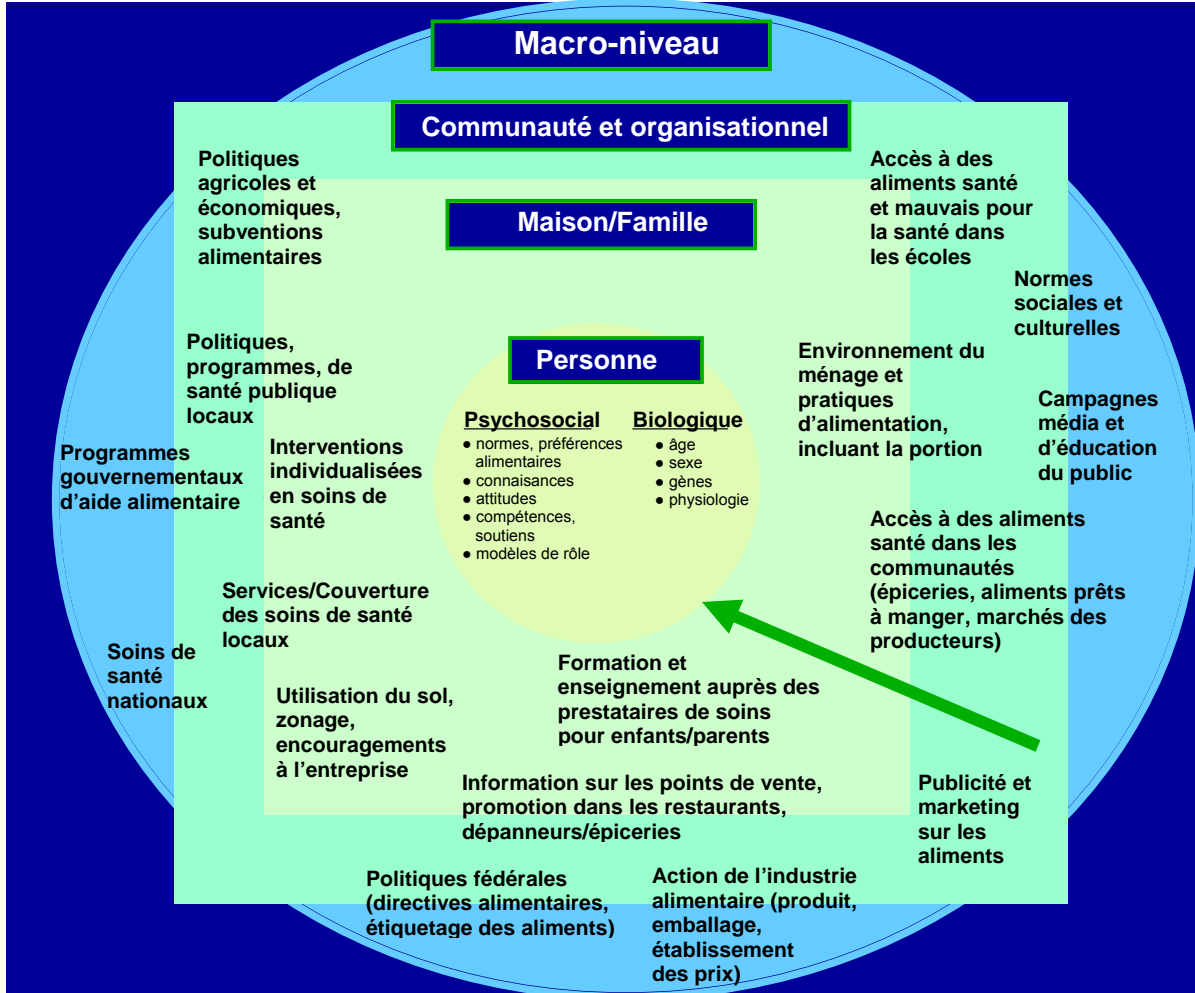 Macro-niveau
Communauté et organisationnel
Politiques
agricoles et
économiques,
subventions
alimentaires
Accès à des
aliments santé
et mauvais pour
la santé dans
les écoles
Maison/Famille
Normes
sociales et
culturelles
Politiques,
programmes, de
santé publique
locaux
Personne
Environnement du
ménage et
pratiques
d'alimentation,
incluant la portion
Campagnes
média et
d'éducation
du public
Programmes
gouvernementaux
d'aide alimentaire
Interventions
individualisées
en soins de
santé
Psychosocial
● normes, préférences
alimentaires
● connaisances
● attitudes
● compétences,
soutiens
● modèles de rôle
Biologique
● âge
● sexe
● gènes
● physiologie
Accès à des aliments
santé dans les
communautés
(épiceries, aliments prêts
à manger, marchés des
producteurs)
Services/Couverture
des soins de santé
locaux
Soins de
santé
nationaux
Formation et
enseignement auprès des
prestataires de soins
pour enfants/parents
Utilisation du sol,
zonage,
encouragements
à l'entreprise
Information sur les points de vente,
promotion dans les restaurants,
dépanneurs/épiceries
Publicité et
marketing
sur les
aliments
Politiques fédérales
(directives alimentaires,
étiquetage des aliments)
Action de l'industrie
alimentaire (produit,
emballage,
établissement
des prix)